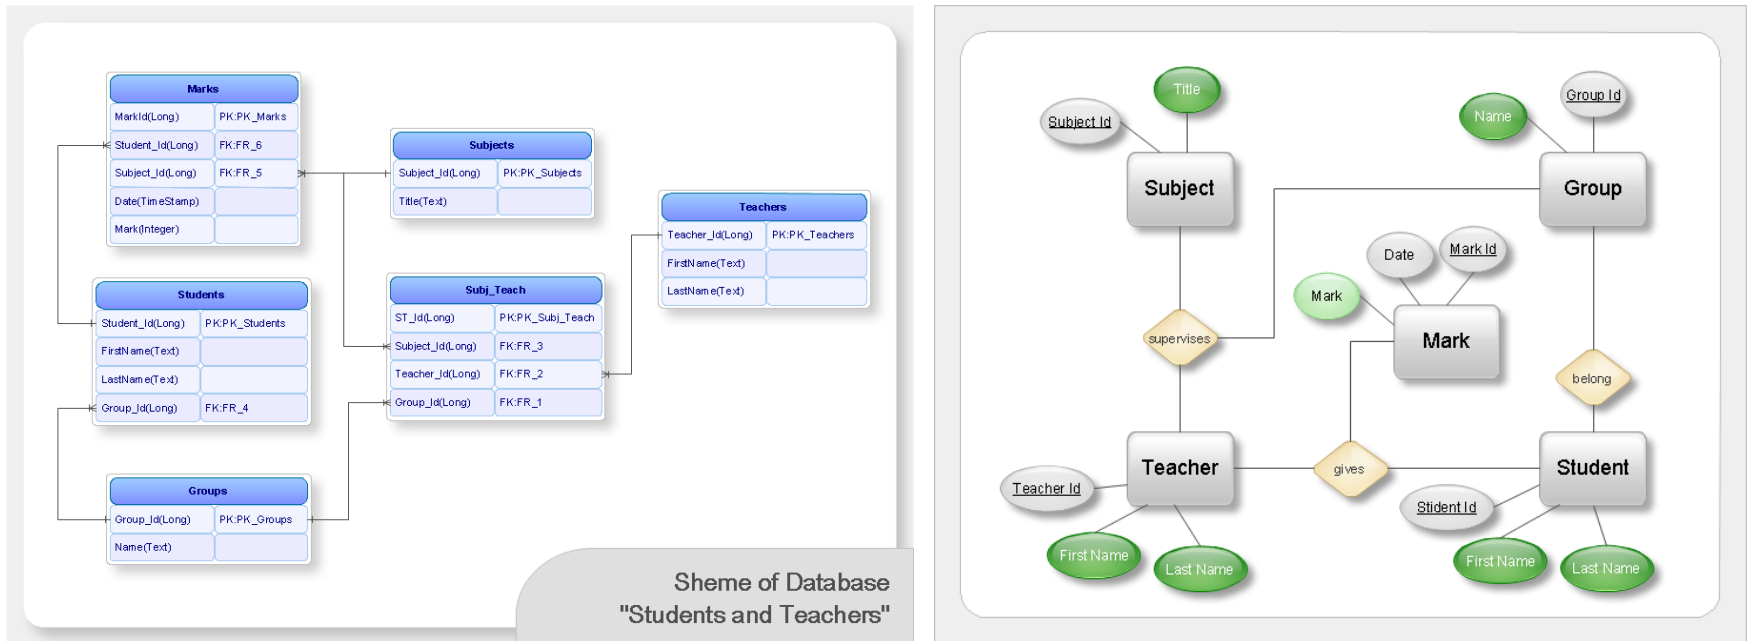 Marks
MarkId(Long) PK:PK_Marks
Student_Id(Long) FK:FR_6
Subject_Id(Long) FK:FR_5
Date(TimeStamp)
Mark(Integer)
Subjects
Subject_Id(Long) PK:PK_Subjects
Title(Text)
Teachers
Teacher_Id(Long) PK:PK_Teachers
FirstName(Text)
LastName(Text)
Students
Student_Id(Long) PK:PK_Students
FirstName(Text)
LastName(Text)
Group_Id(Long) FK:FR_4
Subj_Teach
ST_Id(Long) PK:PK_Subj_Teach
Subject_Id(Long) FK:FR_3
Teacher_Id(Long) FK:FR_2
Group_Id(Long) FK:FR_1
Groups
Group_Id(Long) PK:PK_Groups
Name(Text)
Sheme of Database
"Students and Teachers"
Title
Subject Id
Subject
Group Id
Name
Group
Date
Mark Id
Mark
Mark
supervises
belong
Teacher
gives
Student
Teacher Id
Stident Id
First Name
Last Name
First Name
Last Name